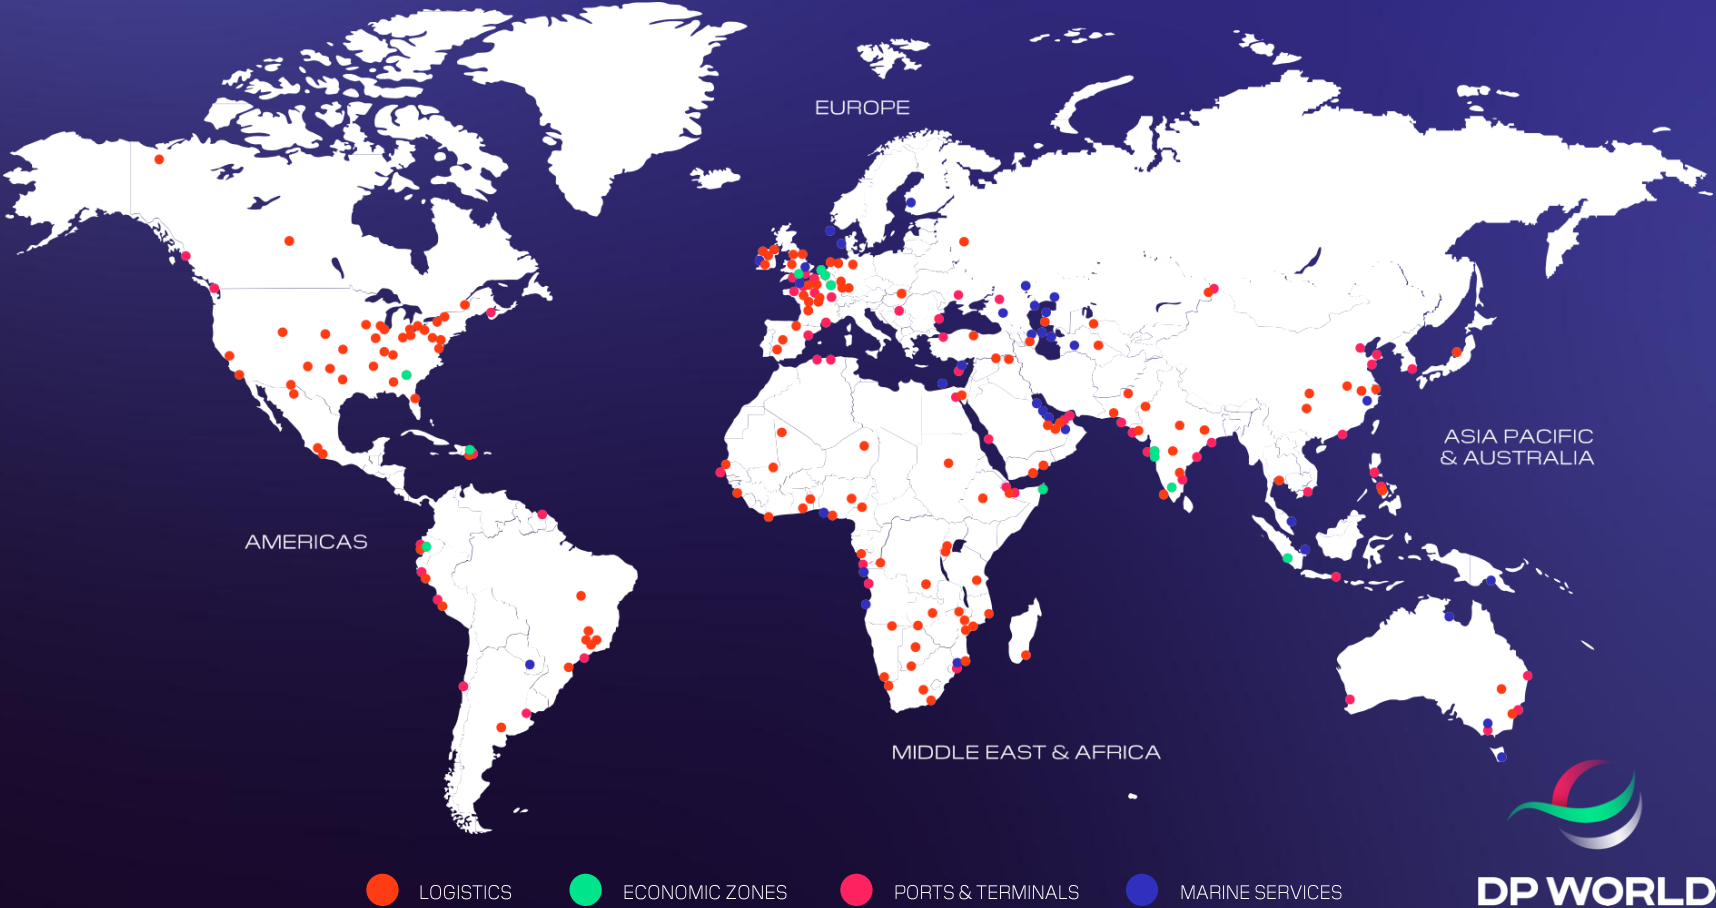 EUROPE
ASIA PACIFIC
& AUSTRALIA
AMERICAS
MIDDLE EAST & AFRICA
LOGISTICS
ECONOMIC ZONES
PORTS & TERMINALS
MARINE SERVICES
DP WORLD